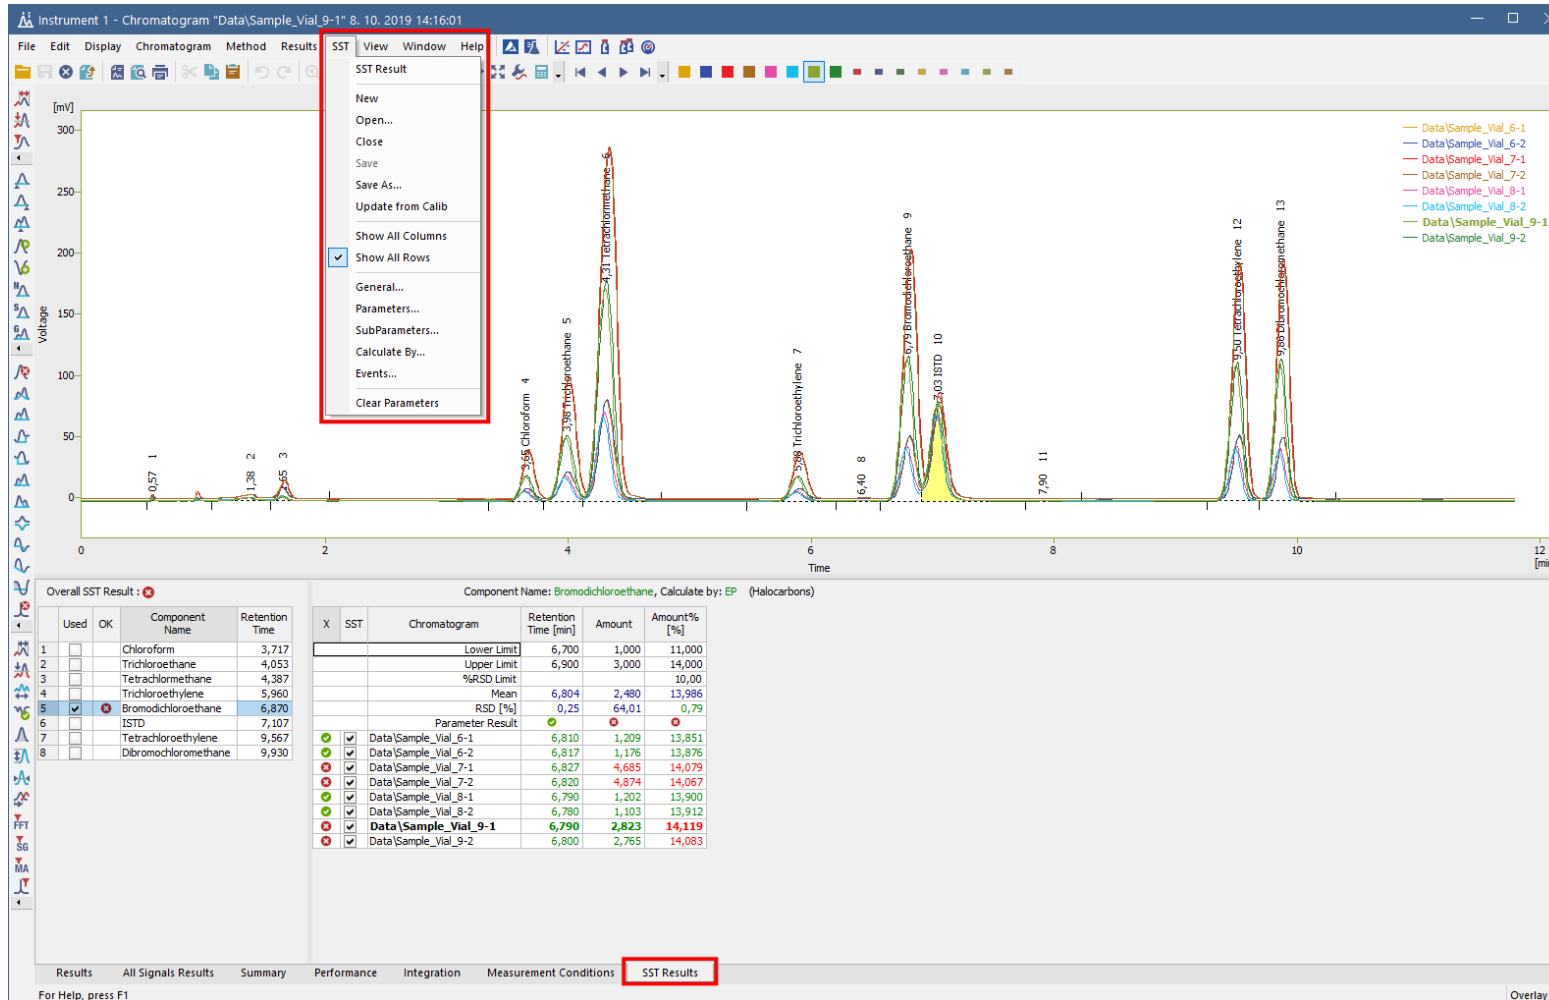 Instrument 1 - Chromatogram "Data\Sample_Vial_9-1" 8. 10. 2019 14:16:01
File Edit Display Chromatogram Method Results SST View Window Help
SST Result
New
Open...
Close
Save
Save As...
Update from Calib
Show All Columns
Show All Rows
General...
Parameters...
SubParameters...
Calculate By...
Events...
Clear Parameters
[mV]
300
250
200
150
100
50
0
Voltage
0,57 1
1,38 2
1,65 3
3,65 Chloroform 4
3,98 Trichloroethane 5
4,31 Tetrachlormethane 6
5,88 Trichloroethylene 7
6,40 8
6,79 Bromodichloroethane 9
7,03 ISTD 10
7,90 11
9,50 Tetrachloroethylene 12
9,86 Dibromochloromethane 13
Data\Sample_Vial_6-1
Data\Sample_Vial_6-2
Data\Sample_Vial_7-1
Data\Sample_Vial_7-2
Data\Sample_Vial_8-1
Data\Sample_Vial_8-2
Data\Sample_Vial_9-1
Data\Sample_Vial_9-2
0 2 4 6 8 10 12
Time
Overall SST Result :
Used OK Component Name Retention Time
1 Chloroform 3,717
2 Trichloroethane 4,053
3 Tetrachlormethane 4,387
4 Trichloroethylene 5,960
5 Bromodichloroethane 6,870
6 ISTD 7,107
7 Tetrachloroethylene 9,567
8 Dibromochloromethane 9,930
Component Name: Bromodichloroethane, Calculate by: EP (Halocarbons)
X SST Chromatogram Retention Time [min] Amount Amount% [%]
Lower Limit 6,700 1,000 11,000
Upper Limit 6,900 3,000 14,000
%RSD Limit 10,00
Mean 6,804 2,480 13,986
RSD [%] 0,25 64,01 0,79
Parameter Result
Data\Sample_Vial_6-1 6,810 1,209 13,851
Data\Sample_Vial_6-2 6,817 1,176 13,876
Data\Sample_Vial_7-1 6,827 4,685 14,079
Data\Sample_Vial_7-2 6,820 4,874 14,067
Data\Sample_Vial_8-1 6,790 1,202 13,900
Data\Sample_Vial_8-2 6,780 1,103 13,912
Data\Sample_Vial_9-1 6,790 2,823 14,119
Data\Sample_Vial_9-2 6,800 2,765 14,083
N
S
G
FFT
SG
MA
Results All Signals Results Summary Performance Integration Measurement Conditions SST Results
For Help, press F1
Overlay